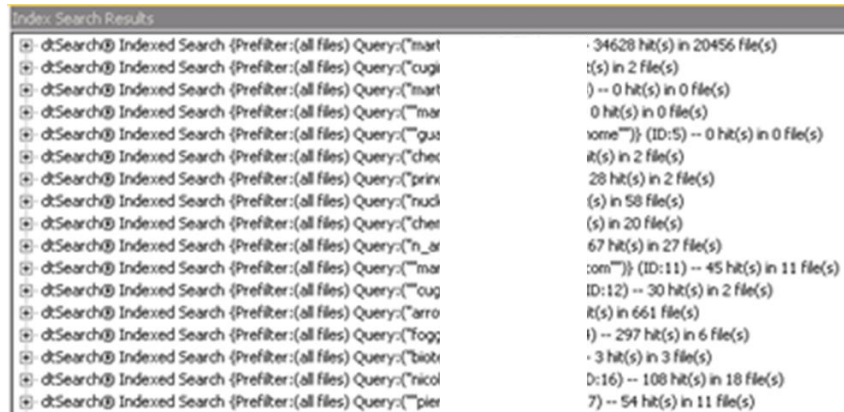 Index Search Results
dtSearch® Indexed Search {Prefilter:(all files) Query:("mart - 34628 hit(s) in 20456 file(s)
dtSearch® Indexed Search {Prefilter:(all files) Query:("cugi t(s) in 2 file(s)
dtSearch® Indexed Search {Prefilter:(all files) Query:("mart ) -- 0 hit(s) in 0 file(s)
dtSearch® Indexed Search {Prefilter:(all files) Query:(""mar 0 hit(s) in 0 file(s)
dtSearch® Indexed Search {Prefilter:(all files) Query:(""gua nome"")} (ID:5) -- 0 hit(s) in 0 file(s)
dtSearch® Indexed Search {Prefilter:(all files) Query:("chec it(s) in 2 file(s)
dtSearch® Indexed Search {Prefilter:(all files) Query:("princ 28 hit(s) in 2 file(s)
dtSearch® Indexed Search {Prefilter:(all files) Query:("nucl (s) in 58 file(s)
dtSearch® Indexed Search {Prefilter:(all files) Query:("cher (s) in 20 file(s)
dtSearch® Indexed Search {Prefilter:(all files) Query:("n_ar 67 hit(s) in 27 file(s)
dtSearch® Indexed Search {Prefilter:(all files) Query:(""mar com"")} (ID:11) -- 45 hit(s) in 11 file(s)
dtSearch® Indexed Search {Prefilter:(all files) Query:(""cug ID:12) -- 30 hit(s) in 2 file(s)
dtSearch® Indexed Search {Prefilter:(all files) Query:("arro it(s) in 661 file(s)
dtSearch® Indexed Search {Prefilter:(all files) Query:("fogg 4) -- 297 hit(s) in 6 file(s)
dtSearch® Indexed Search {Prefilter:(all files) Query:("biote - 3 hit(s) in 3 file(s)
dtSearch® Indexed Search {Prefilter:(all files) Query:("nicol D:16) -- 108 hit(s) in 18 file(s)
dtSearch® Indexed Search {Prefilter:(all files) Query:(""pier 7) -- 54 hit(s) in 11 file(s)